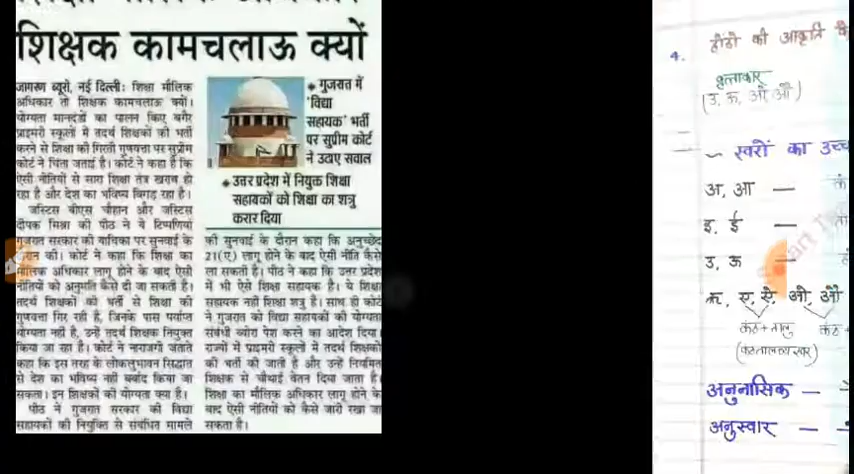 शिक्षक कामचलाऊ क्यों
जागरण ब्यूरो, नई दिल्ली: शिक्षा मौलिक
अधिकार तो शिक्षक कामचलाऊ क्यों।
योग्यता मानदंडों का पालन किए बगैर
प्राइमरी स्कूलों में तदर्थ शिक्षकों की भर्ती
करने से शिक्षा की गिरती गुणवत्ता पर सुप्रीम
कोर्ट ने चिंता जताई है। कोर्ट ने कहा है कि
ऐसी नीतियों से सारा शिक्षा तंत्र खराब हो
रहा है और देश का भविष्य बिगड़ रहा है।
जस्टिस बीएस चौहान और जस्टिस
दीपक मिश्रा की पीठ ने ये टिप्पणियां
गुजरात सरकार की याचिका पर सुनवाई के
की। कोर्ट ने कहा कि शिक्षा का
मौलिक अधिकार लागू होने के बाद ऐसी
नीतियों को अनुमति कैसे दी जा सकती है।
तदर्थ शिक्षकों की भर्ती से शिक्षा की
गुणवत्ता गिर रही है, जिनके पास पर्याप्त
योग्यता नहीं है, उन्हें तदर्थ शिक्षक नियुक्त
किया जा रहा है। कोर्ट ने नाराजगी जताते
कहा कि इस तरह के लोकलुभावन सिद्धांत
से देश का भविष्य नहीं बर्बाद किया जा
सकता। इन शिक्षकों की योग्यता क्या है।
पीठ ने गुजरात सरकार की विद्या
सहायकों की नियुक्ति से संबंधित मामले
गुजरात में
'विद्या
सहायक' भर्ती
पर सुप्रीम कोर्ट
ने उठाए सवाल
उत्तर प्रदेश में नियुक्त शिक्षा
सहायकों को शिक्षा का शत्रु
करार दिया
की सुनवाई के दौरान कहा कि अनुच्छेद
21(ए) लागू होने के बाद ऐसी नीति कैसे
ला सकती है। पीठ ने कहा कि उत्तर प्रदेश
में भी ऐसे शिक्षा सहायक हैं। ये शिक्षा
सहायक नहीं शिक्षा शत्रु हैं। साथ ही कोर्ट
ने गुजरात को विद्या सहायकों की योग्यता
संबंधी ब्योरा पेश करने का आदेश दिया।
राज्यों में प्राइमरी स्कूलों में तदर्थ शिक्षकों
की भर्ती की जाती है और उन्हें नियमित
शिक्षक से चौथाई वेतन दिया जाता है।
शिक्षा का मौलिक अधिकार लागू होने के
बाद ऐसी नीतियों को कैसे जारी रखा जा
सकता है।
4. होंठों की आकृति के
वृत्ताकार
(उ, ऊ, ओ, औ)
स्वरों का उच्च
अ, आ —
इ, ई —
उ, ऊ —
ऋ, ए, ऐ ओ, औ
कंठ + तालु कंठ +
(कंठतालव्य स्वर)
अनुनासिक —
अनुस्वार —